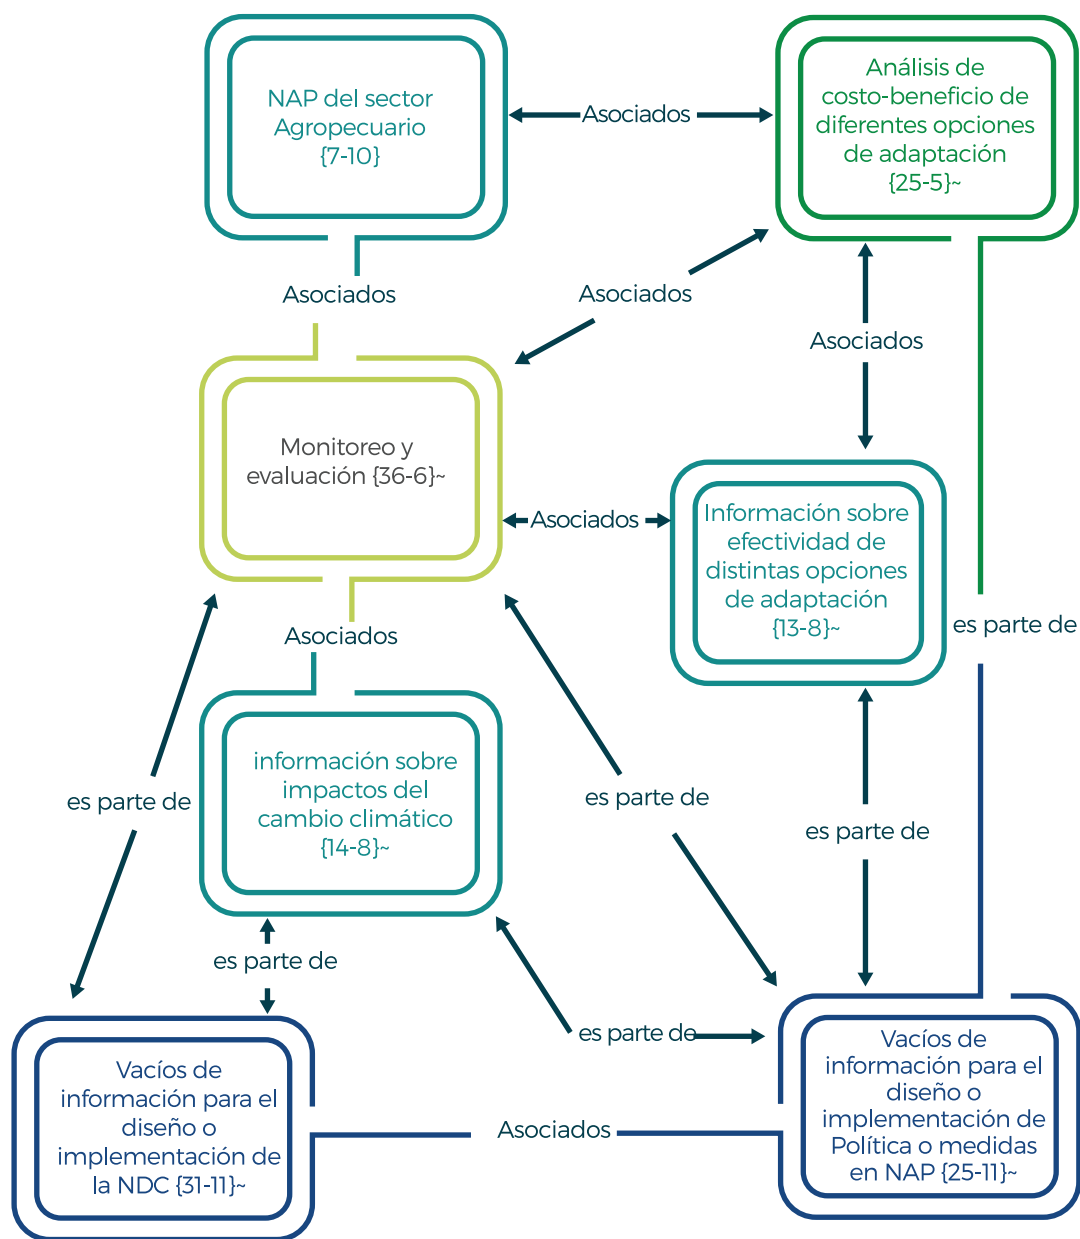 NAP del sector
Agropecuario
{7-10}
Asociados
Análisis de
costo-beneficio de
diferentes opciones
de adaptación
{25-5}~
Asociados
Asociados
Asociados
Monitoreo y
evaluación {36-6}~
Asociados
Información sobre
efectividad de
distintas opciones
de adaptación
{13-8}~
es parte de
Asociados
información sobre
impactos del
cambio climático
{14-8}~
es parte de
es parte de
es parte de
es parte de
es parte de
Vacíos de
información para el
diseño o
implementación de
la NDC {31-11}~
Asociados
Vacíos de
información para el
diseño o
implementación de
Política o medidas
en NAP {25-11}~